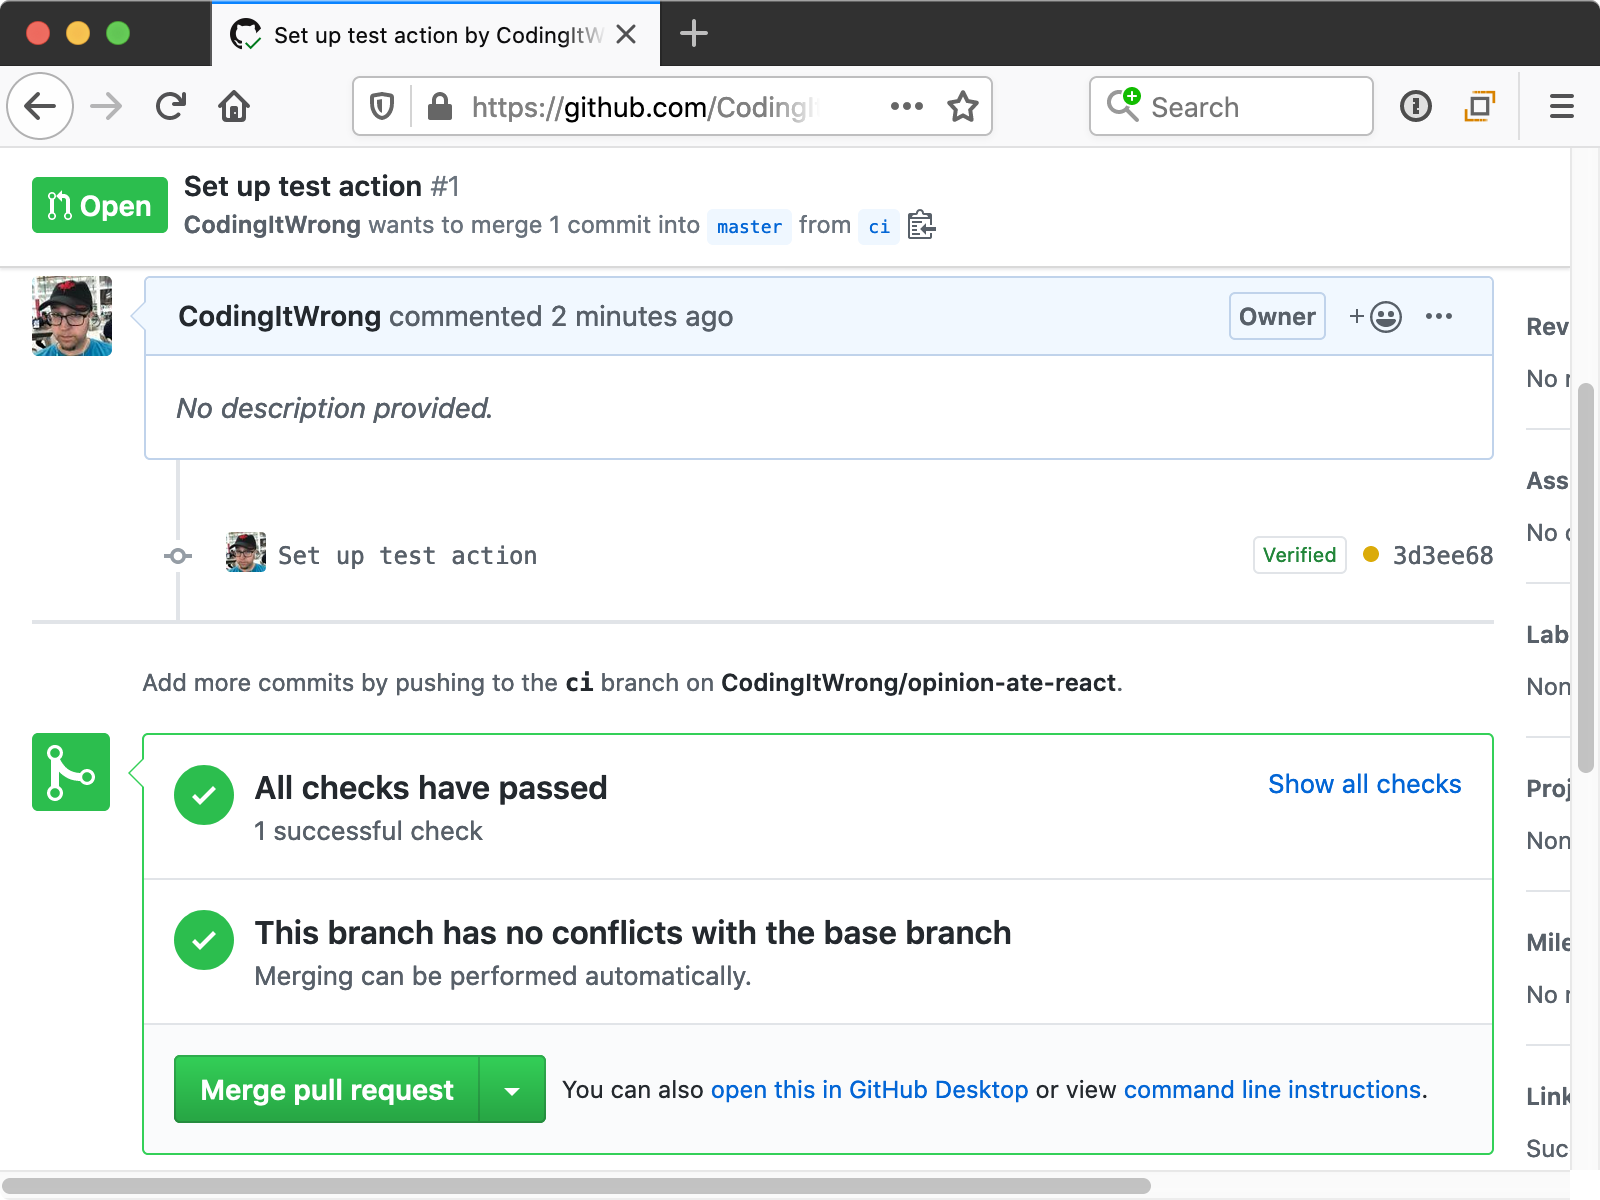 Set up test action by CodingItW
https://github.com/CodingI
Search
Open
Set up test action #1
CodingItWrong wants to merge 1 commit into master from ci
CodingItWrong commented 2 minutes ago
Owner
No description provided.
Set up test action
Verified
3d3ee68
Add more commits by pushing to the ci branch on CodingItWrong/opinion-ate-react.
All checks have passed
1 successful check
Show all checks
This branch has no conflicts with the base branch
Merging can be performed automatically.
Merge pull request
You can also open this in GitHub Desktop or view command line instructions.
Rev
No
Ass
No
Lab
Non
Proj
Non
Mile
No
Link
Suc